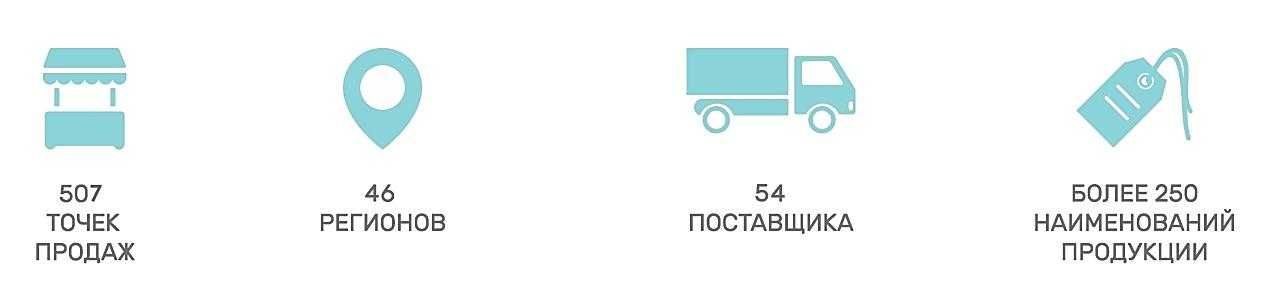 507
ТОЧЕК
ПРОДАЖ
46
РЕГИОНОВ
54
ПОСТАВЩИКА
БОЛЕЕ 250
НАИМЕНОВАНИЙ
ПРОДУКЦИИ